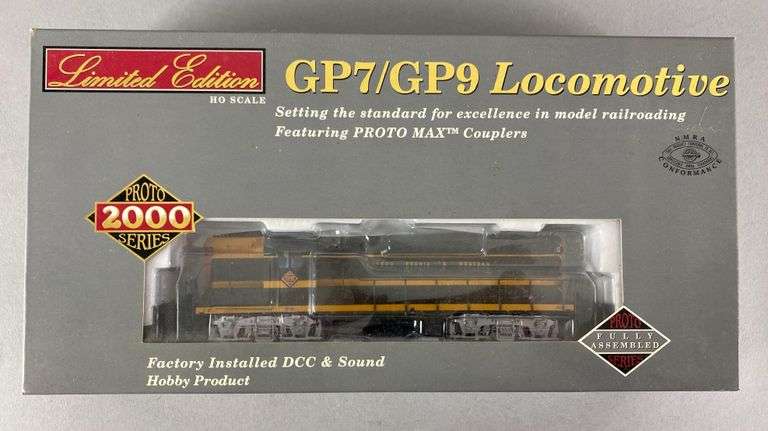 Limited Edition
HO SCALE
GP7/GP9 Locomotive
Setting the standard for excellence in model railroading
Featuring PROTO MAX™ Couplers
NMRA
CONFORMANCE
PROTO
2000
SERIES
& WESTERN
PROTO
FULLY
ASSEMBLED
SERIES
Factory Installed DCC & Sound
Hobby Product